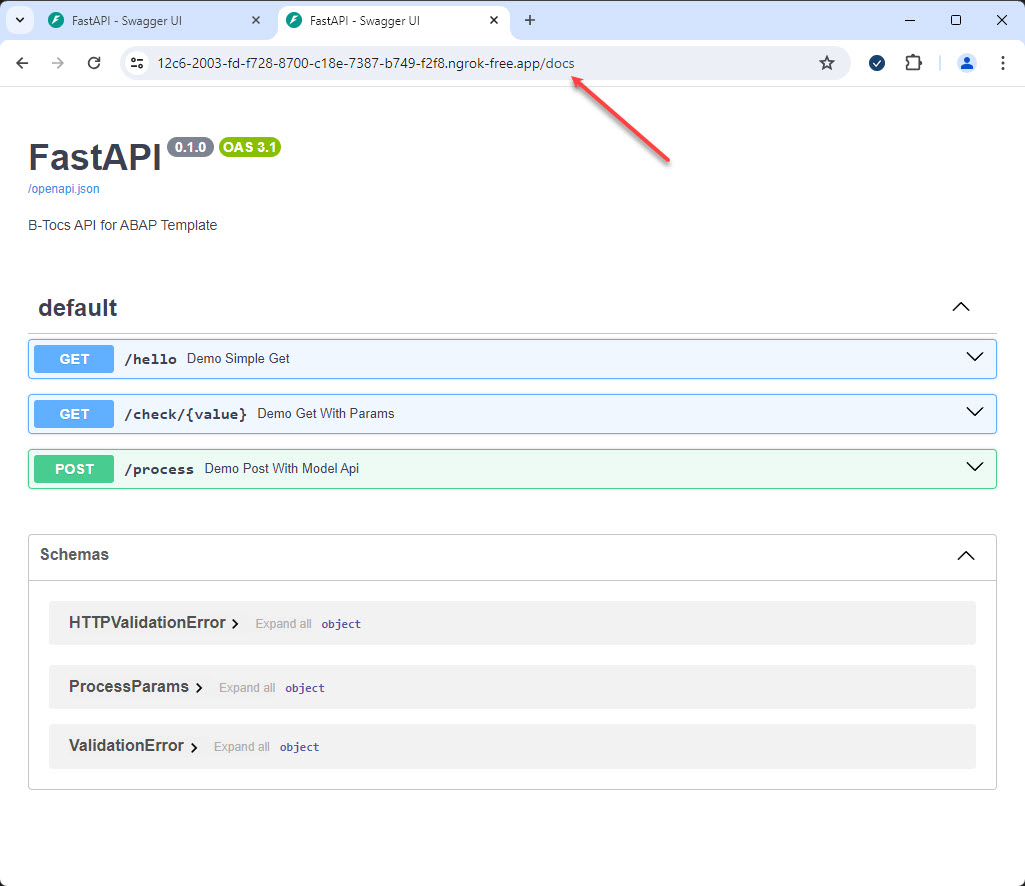 FastAPI - Swagger UI
FastAPI - Swagger UI
12c6-2003-fd-f728-8700-c18e-7387-b749-f2f8.ngrok-free.app/docs
FastAPI 0.1.0 OAS 3.1
/openapi.json
B-Tocs API for ABAP Template
default
GET /hello Demo Simple Get
GET /check/{value} Demo Get With Params
POST /process Demo Post With Model Api
Schemas
HTTPValidationError Expand all object
ProcessParams Expand all object
ValidationError Expand all object